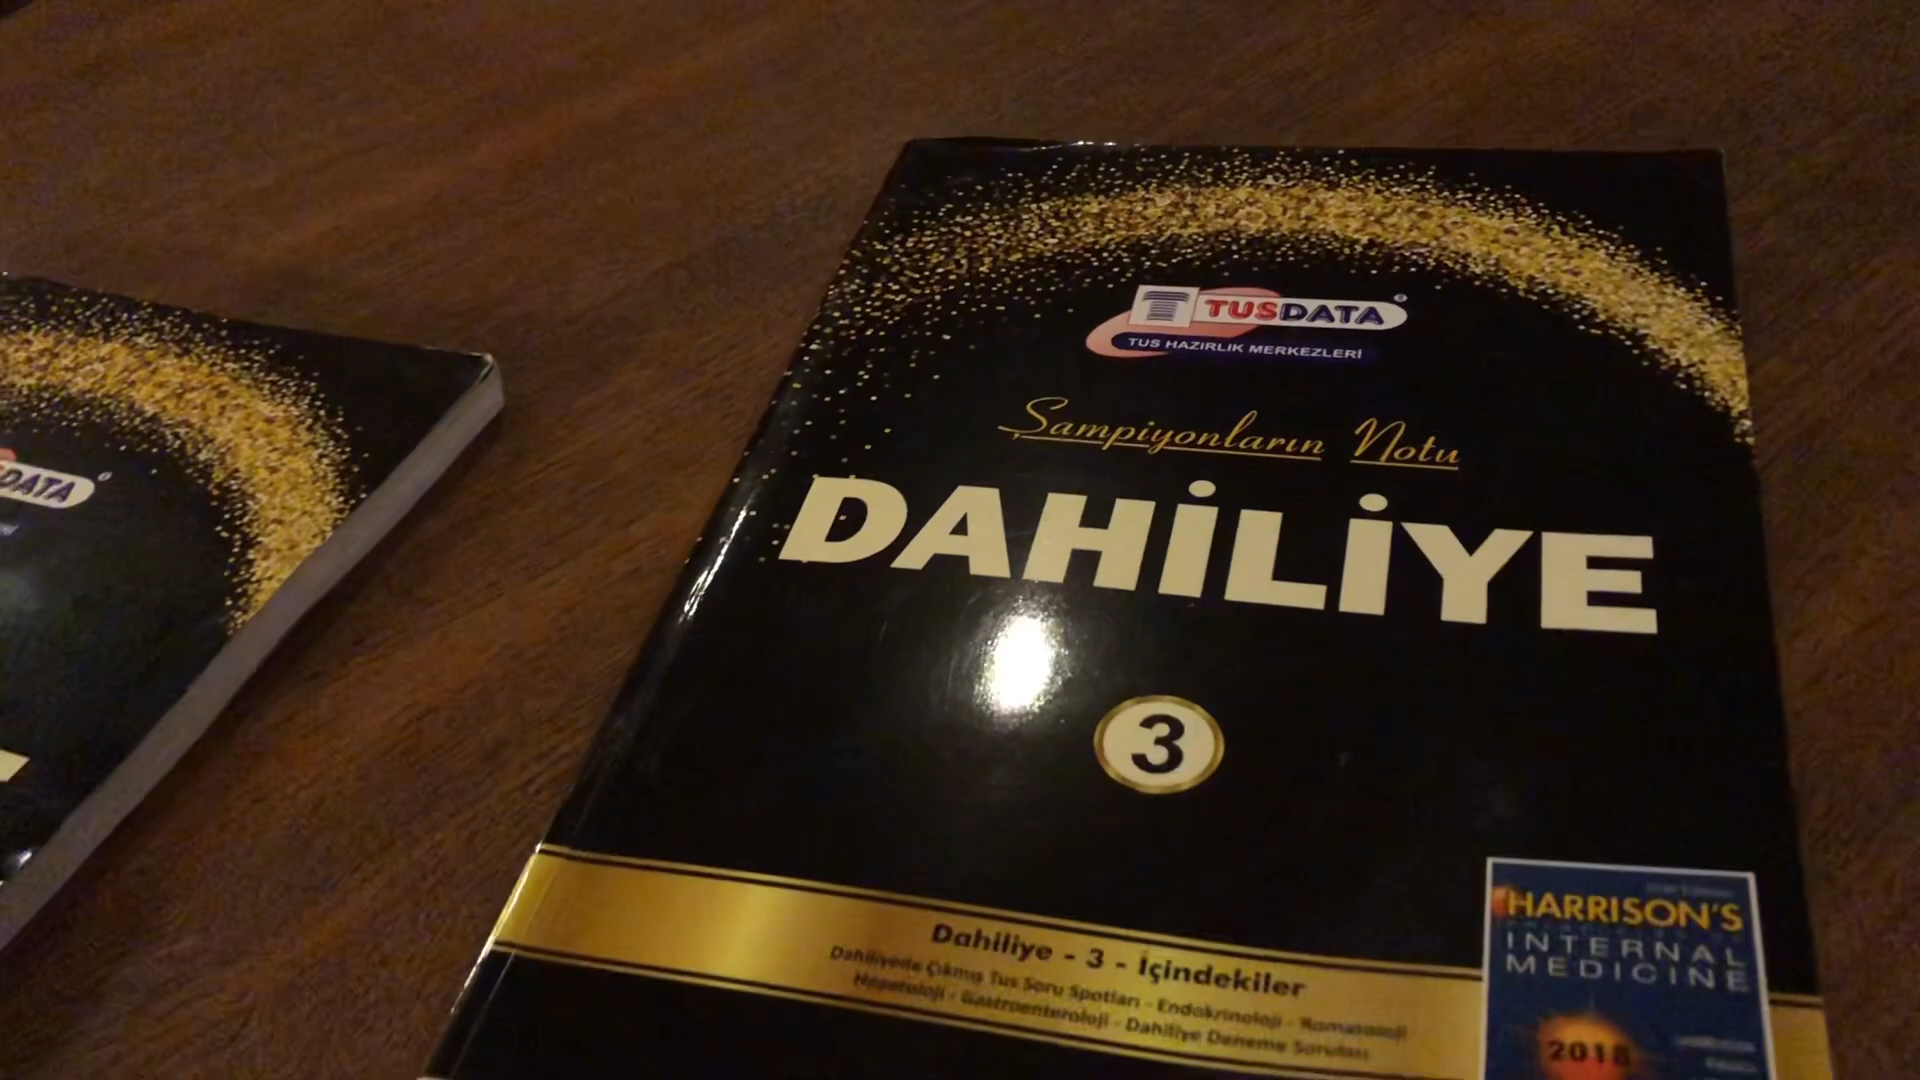 DATA
TUSDATA
TUS HAZIRLIK MERKEZLERİ
Şampiyonların Notu
DAHİLİYE
3
Dahiliye - 3 - İçindekiler
Dahiliyede Çıkmış Tus Soru Spotları - Endokrinoloji - Romatoloji
Hepatoloji - Gastroenteroloji - Dahiliye Deneme Soruları
HARRISON'S
INTERNAL
MEDICINE
2018